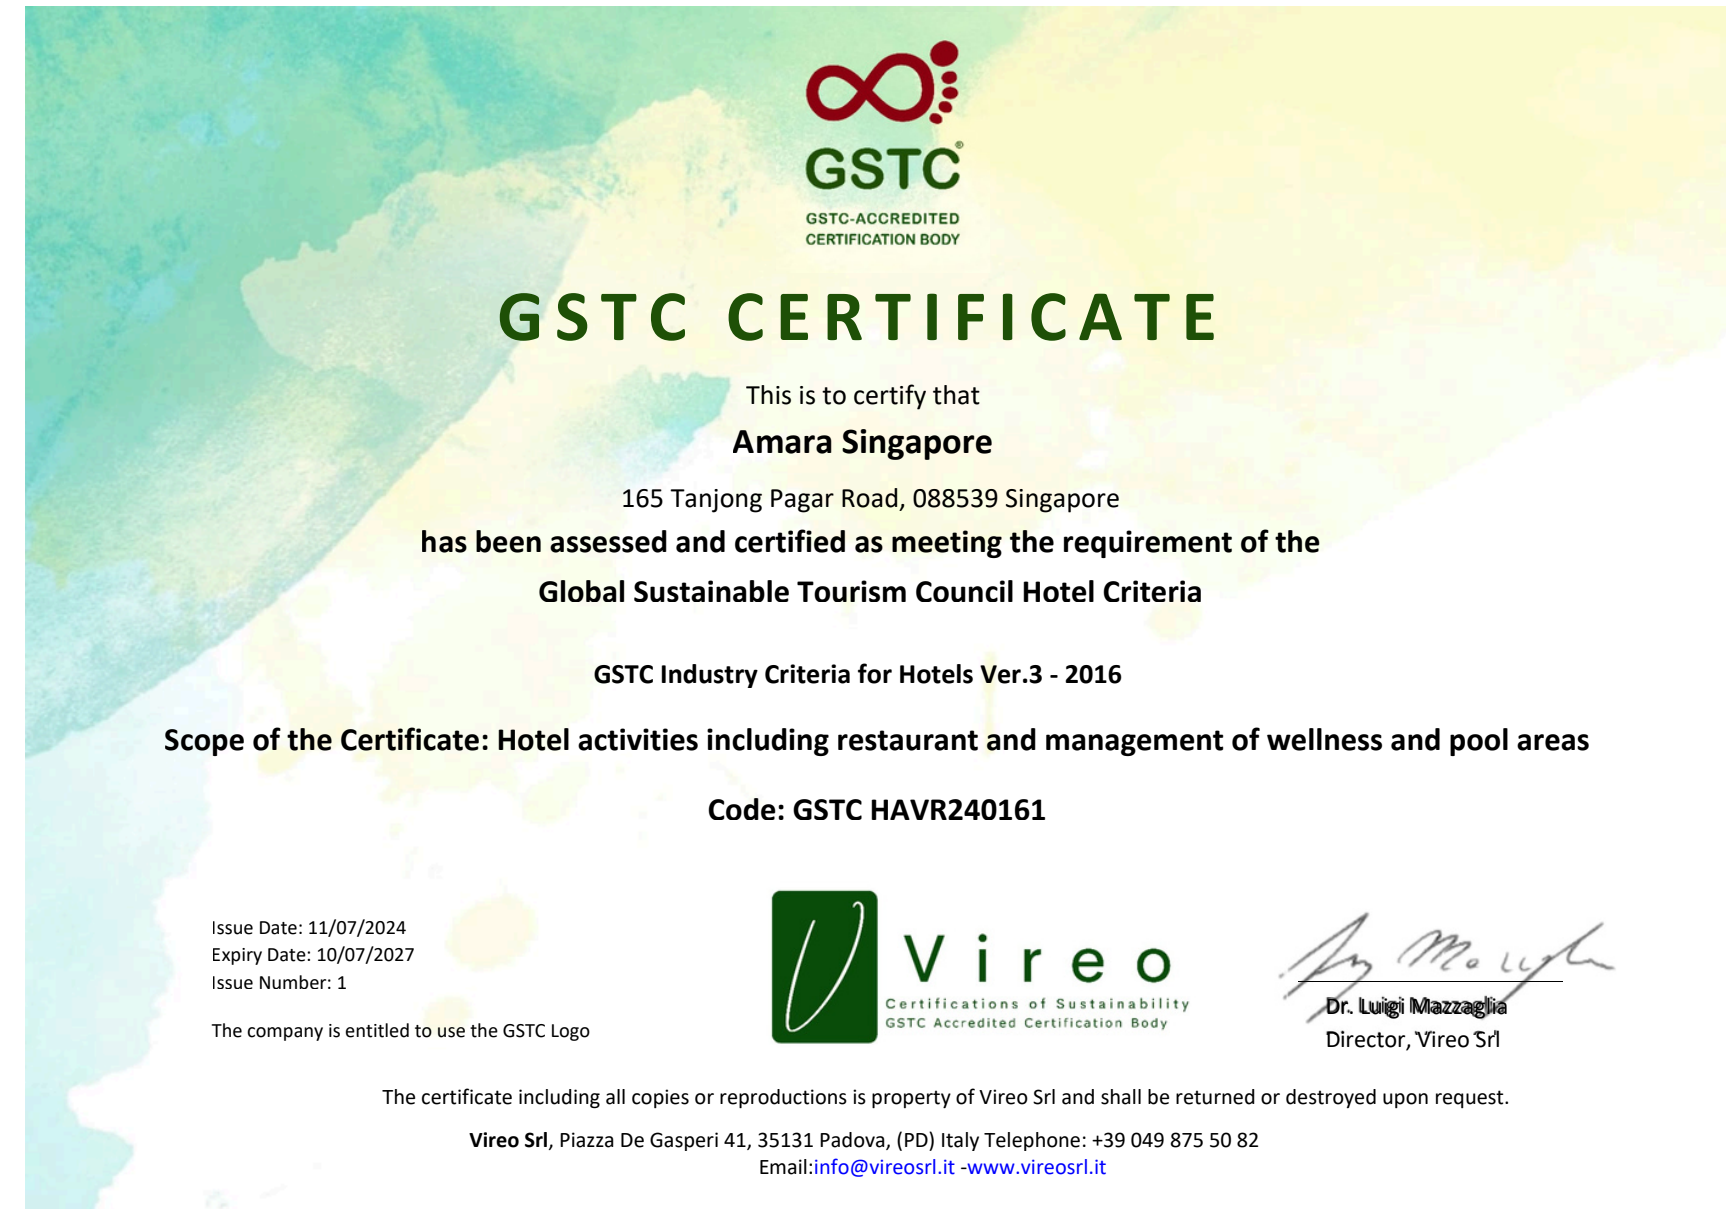 GSTC®
GSTC-ACCREDITED
CERTIFICATION BODY
GSTC CERTIFICATE
This is to certify that
Amara Singapore
165 Tanjong Pagar Road, 088539 Singapore
has been assessed and certified as meeting the requirement of the
Global Sustainable Tourism Council Hotel Criteria
GSTC Industry Criteria for Hotels Ver.3 - 2016
Scope of the Certificate: Hotel activities including restaurant and management of wellness and pool areas
Code: GSTC HAVR240161
Issue Date: 11/07/2024
Expiry Date: 10/07/2027
Issue Number: 1
The company is entitled to use the GSTC Logo
Vireo
Certifications of Sustainability
GSTC Accredited Certification Body
Dr. Luigi Mazzaglia
Director, Vireo Srl
The certificate including all copies or reproductions is property of Vireo Srl and shall be returned or destroyed upon request.
Vireo Srl, Piazza De Gasperi 41, 35131 Padova, (PD) Italy Telephone: +39 049 875 50 82
Email:info@vireosrl.it -www.vireosrl.it